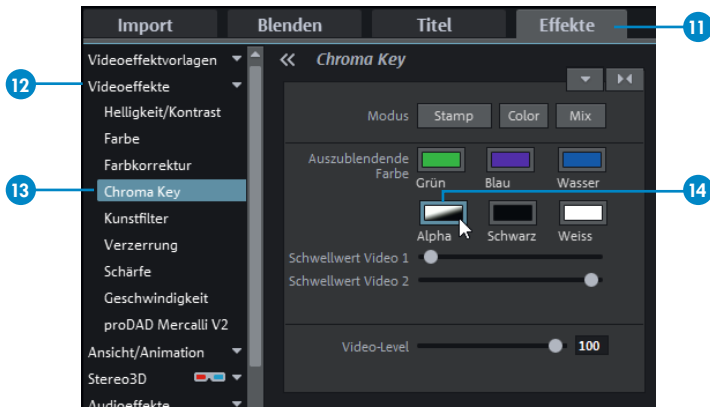 Import Blenden Titel Effekte
11
Videoeffektvorlagen
12
Videoeffekte
Helligkeit/Kontrast
Farbe
Farbkorrektur
13
Chroma Key
Kunstfilter
Verzerrung
Schärfe
Geschwindigkeit
proDAD Mercalli V2
Ansicht/Animation
Stereo3D
Audioeffekte
« Chroma Key
Modus Stamp Color Mix
Auszublendende
Farbe
Grün Blau Wasser
14
Alpha Schwarz Weiss
Schwellwert Video 1
Schwellwert Video 2
Video-Level 100